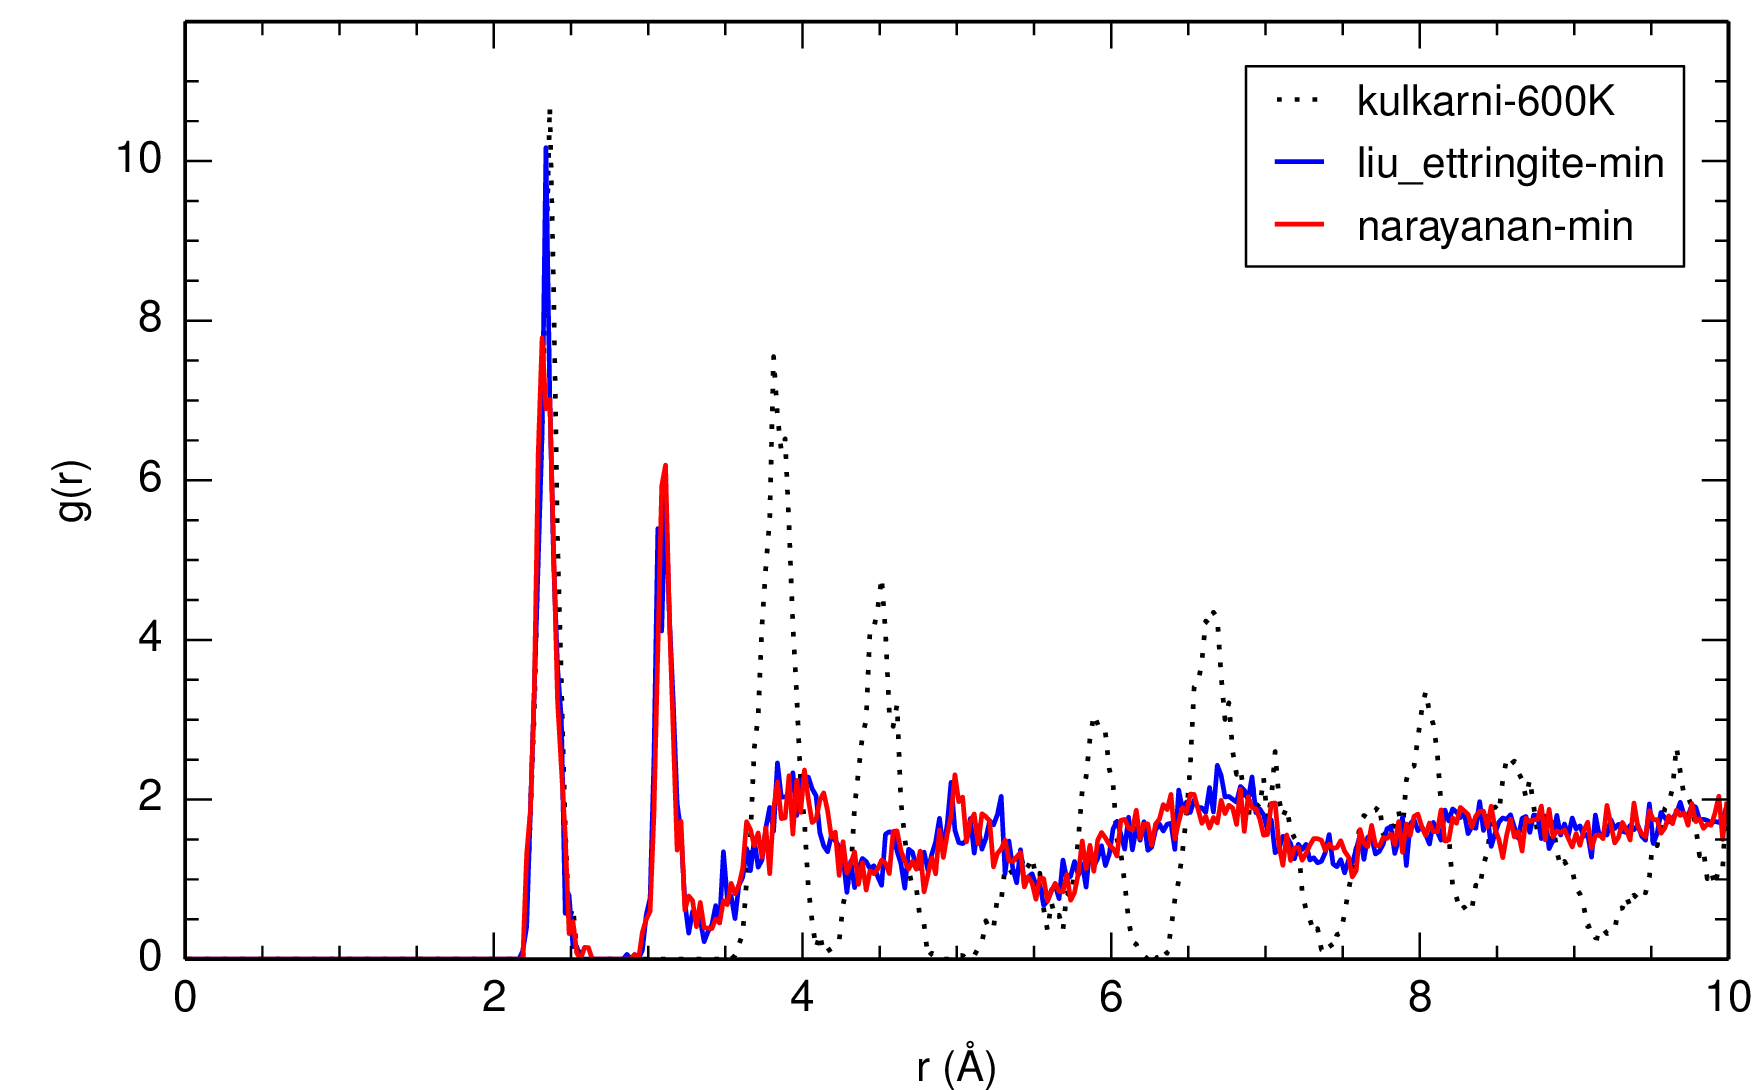 kulkarni-600K
liu_ettringite-min
narayanan-min
10
8
6
4
2
0
g(r)
0 2 4 6 8 10
r (Å)